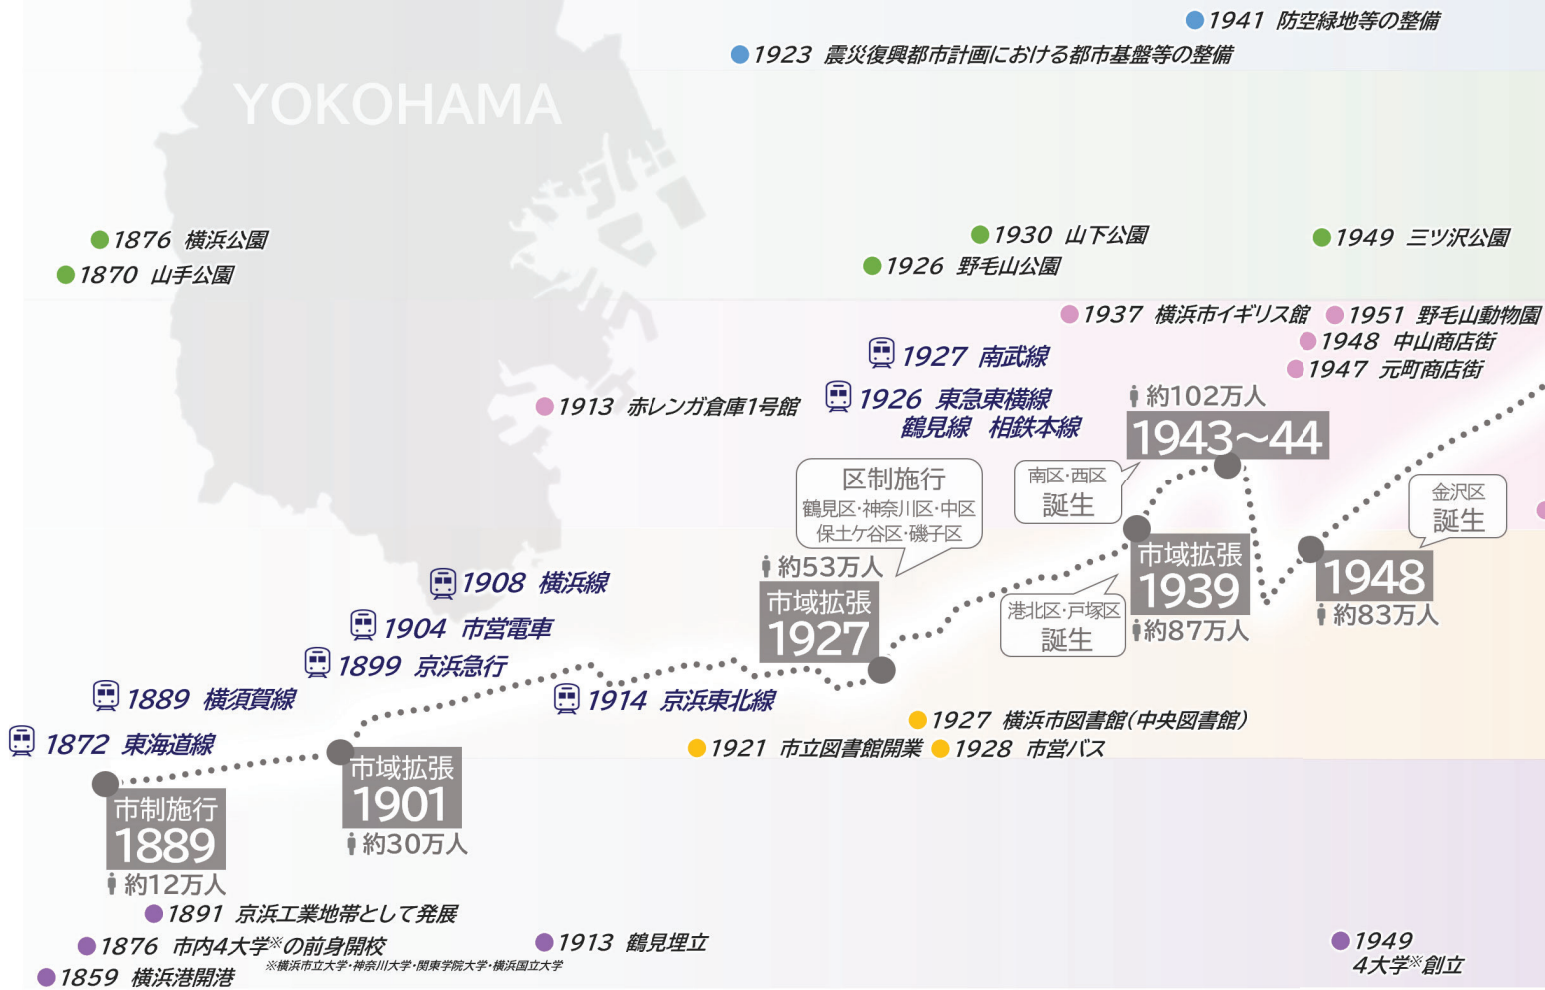 1941 防空緑地等の整備
1923 震災復興都市計画における都市基盤等の整備
YOKOHAMA
1876 横浜公園
1870 山手公園
1930 山下公園
1926 野毛山公園
1949 三ツ沢公園
1937 横浜市イギリス館
1951 野毛山動物園
1948 中山商店街
1947 元町商店街
1927 南武線
1926 東急東横線
鶴見線 相鉄本線
1913 赤レンガ倉庫1号館
約102万人
1943～44
区制施行
鶴見区・神奈川区・中区
保土ケ谷区・磯子区
南区・西区
誕生
金沢区
誕生
約53万人
市域拡張
1927
市域拡張
1939
約87万人
港北区・戸塚区
誕生
1948
約83万人
1908 横浜線
1904 市営電車
1899 京浜急行
1889 横須賀線
1914 京浜東北線
1872 東海道線
1927 横浜市図書館(中央図書館)
1921 市立図書館開業
1928 市営バス
市制施行
1889
約12万人
市域拡張
1901
約30万人
1891 京浜工業地帯として発展
1876 市内4大学※の前身開校
※横浜市立大学・神奈川大学・関東学院大学・横浜国立大学
1859 横浜港開港
1913 鶴見埋立
1949
4大学※創立